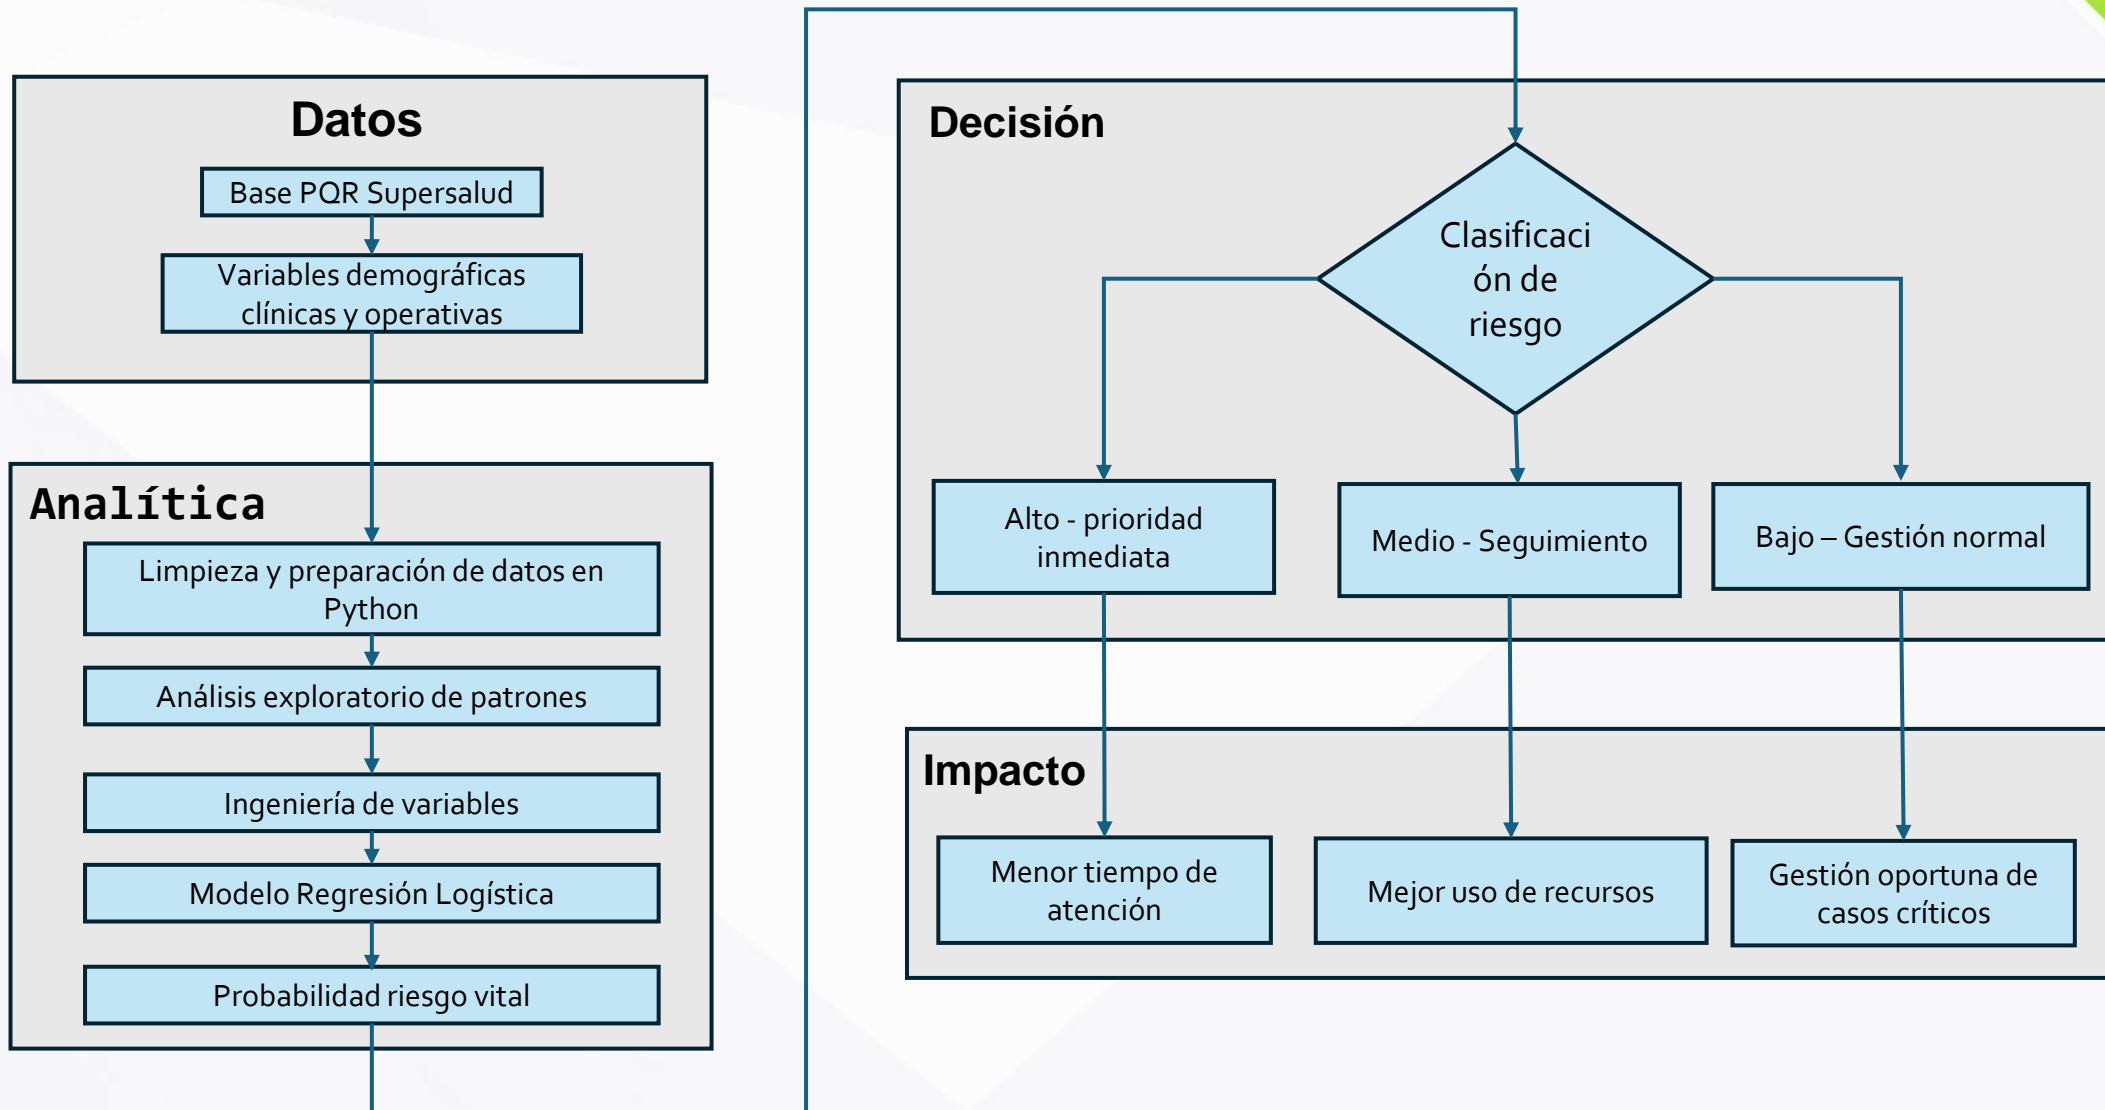 Datos
Base PQR Supersalud
Variables demográficas
clínicas y operativas
Analítica
Limpieza y preparación de datos en
Python
Análisis exploratorio de patrones
Ingeniería de variables
Modelo Regresión Logística
Probabilidad riesgo vital
Decisión
Clasificaci
ón de
riesgo
Alto - prioridad
inmediata
Medio - Seguimiento
Bajo – Gestión normal
Impacto
Menor tiempo de
atención
Mejor uso de recursos
Gestión oportuna de
casos críticos